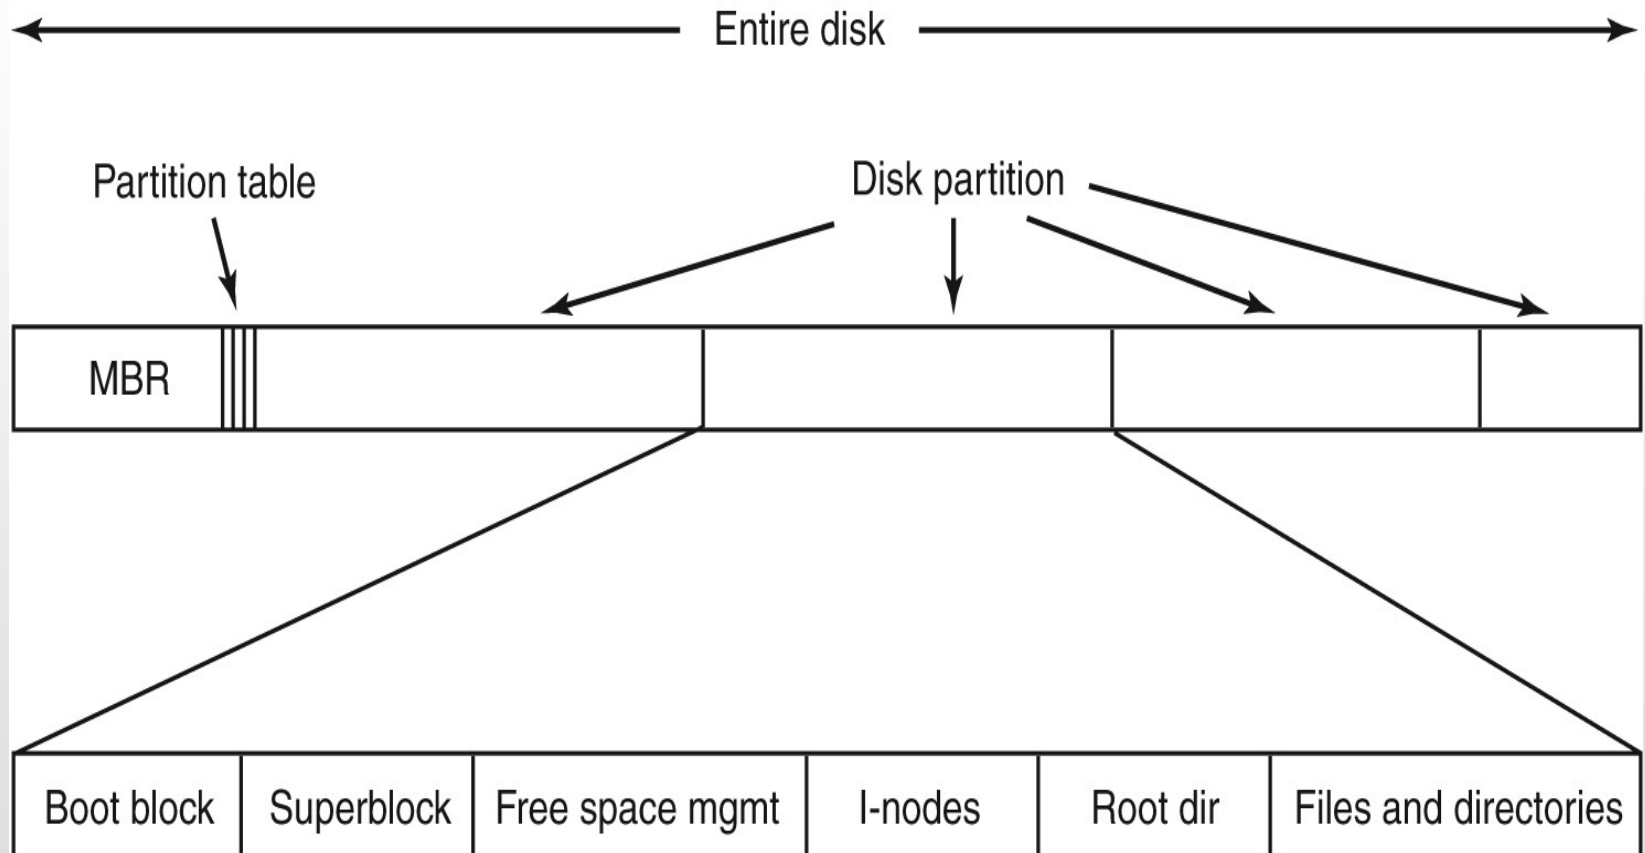 Entire disk
Partition table
Disk partition
MBR
Boot block
Superblock
Free space mgmt
I-nodes
Root dir
Files and directories